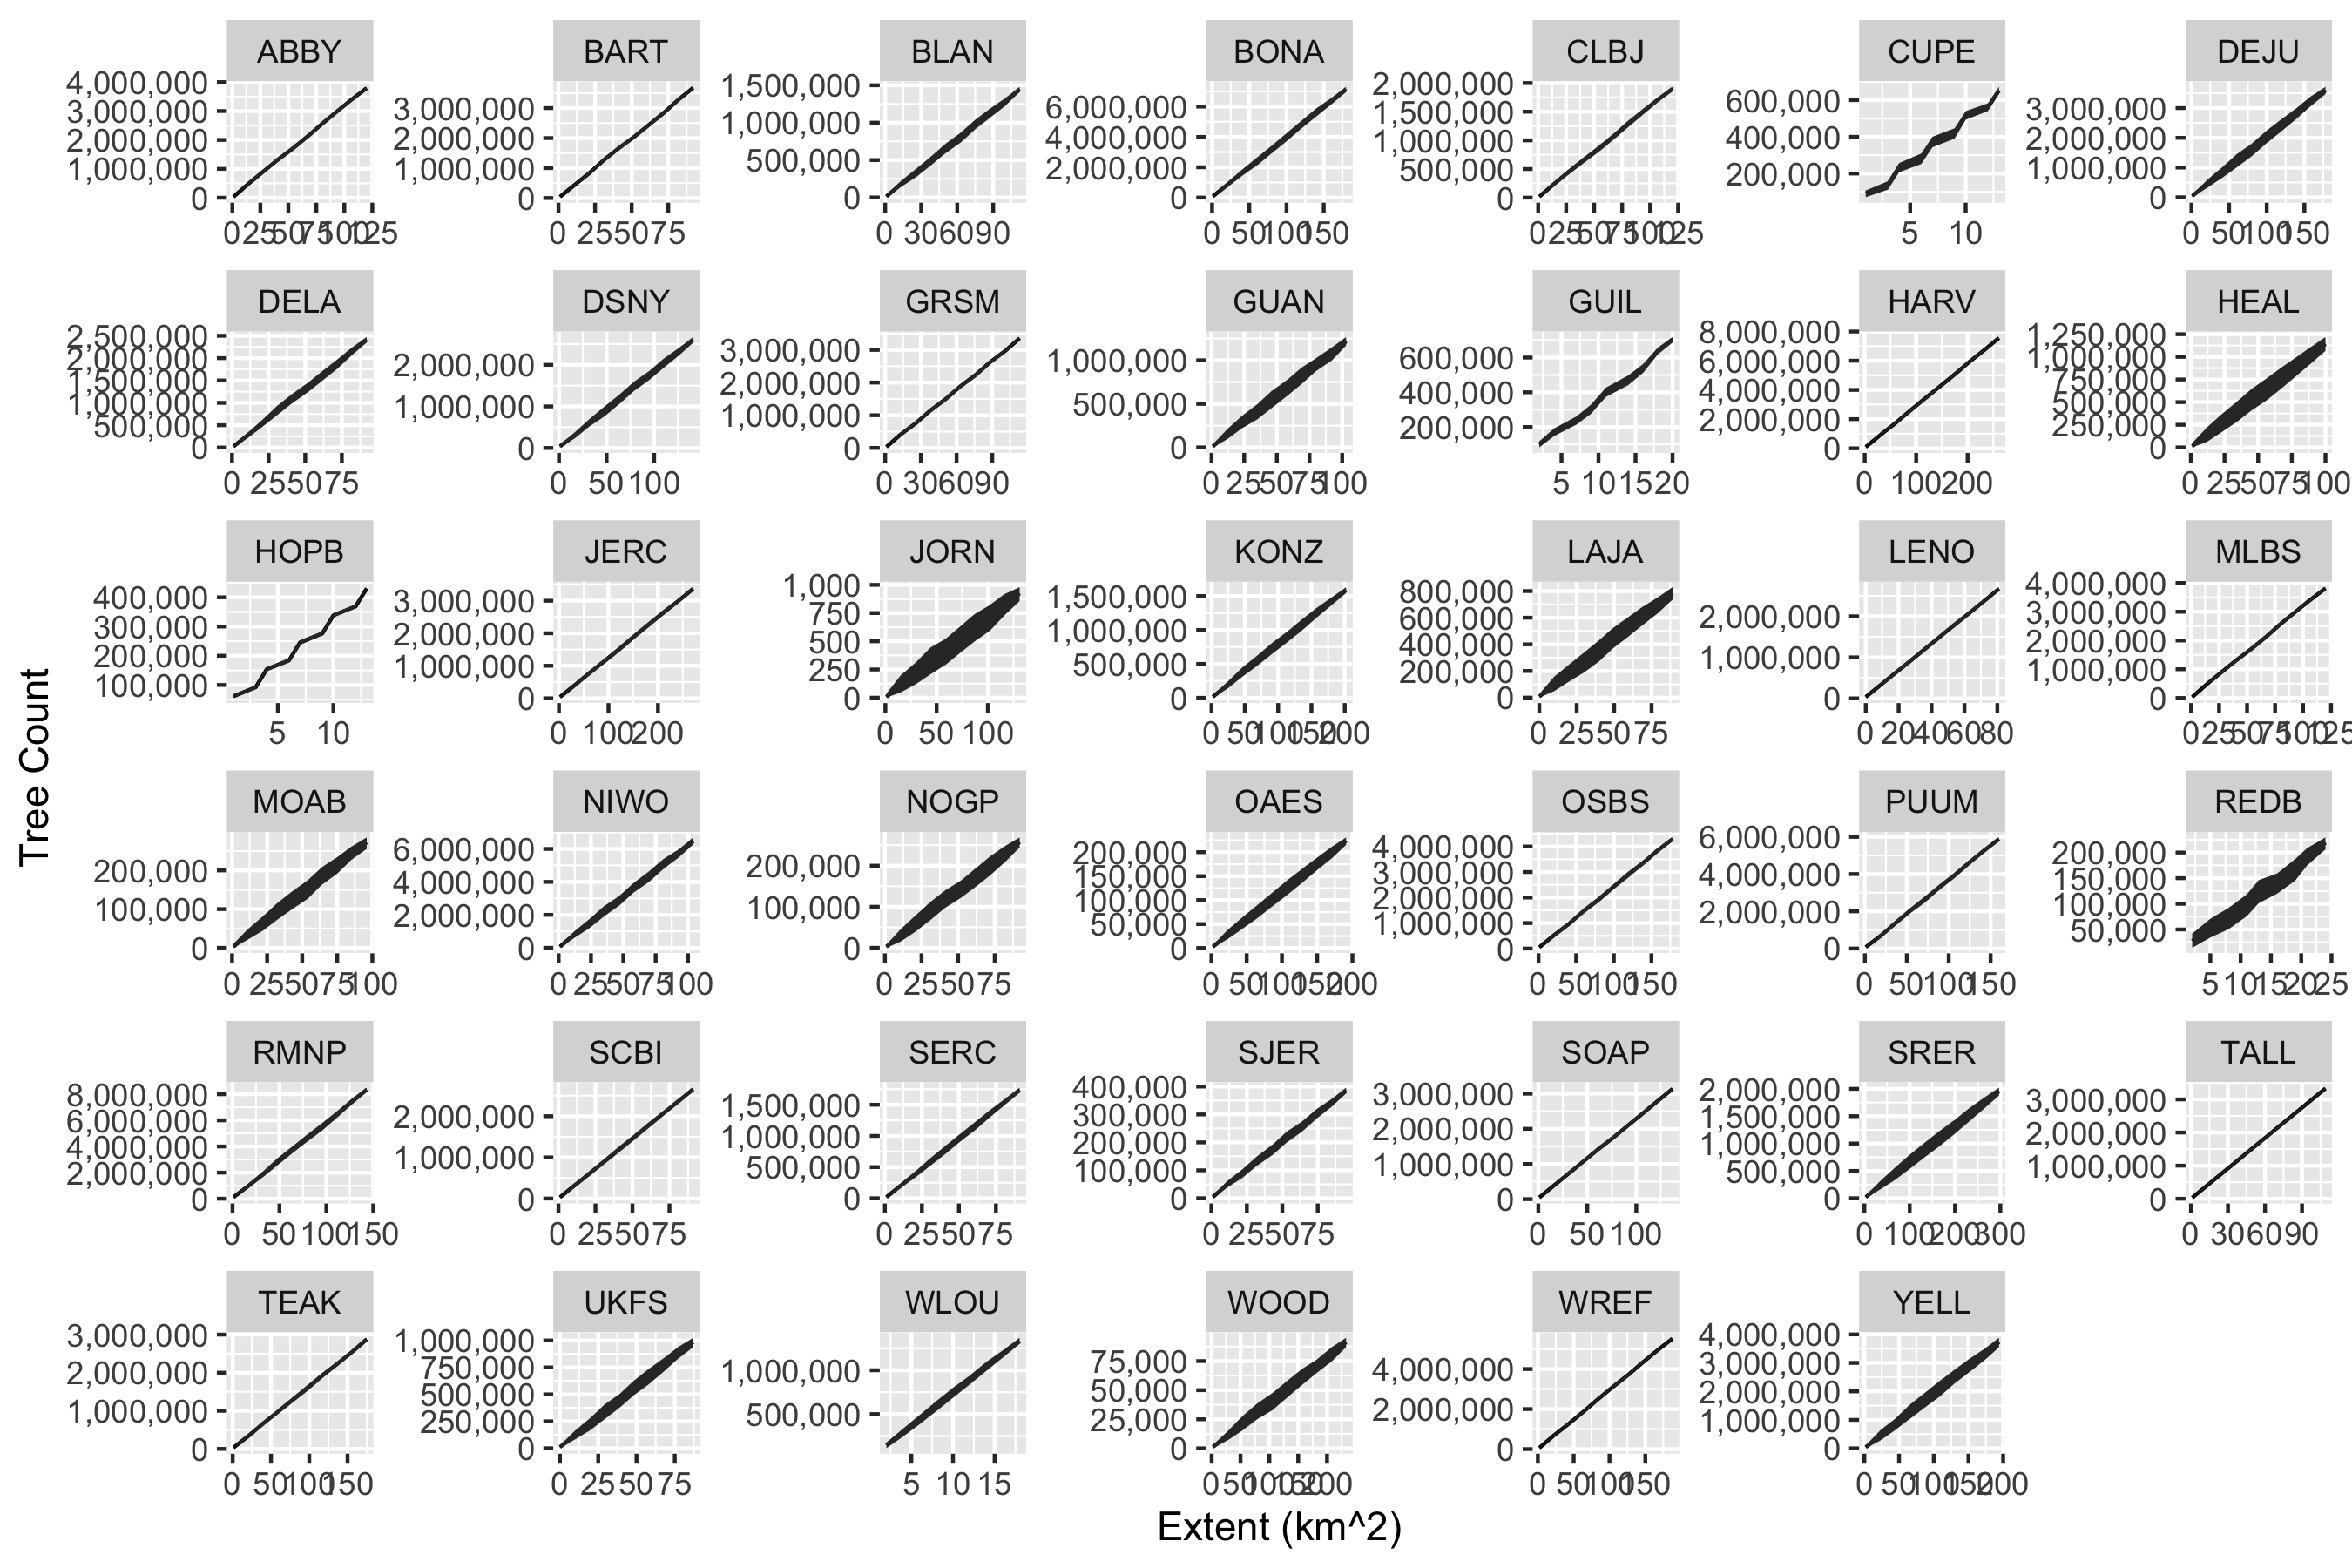 ABBY BART BLAN BONA CLBJ CUPE DEJU
4,000,000 3,000,000 2,000,000 1,000,000 0
3,000,000 2,000,000 1,000,000 0
1,500,000 1,000,000 500,000 0
6,000,000 4,000,000 2,000,000 0
2,000,000 1,500,000 1,000,000 500,000 0
600,000 400,000 200,000
3,000,000 2,000,000 1,000,000 0
0 25 50 75 100 125
0 25 50 75
0 30 60 90
0 50 100 150
0 25 50 75 100 125
5 10
0 50 100 150
DELA DSNY GRSM GUAN GUIL HARV HEAL
2,500,000 2,000,000 1,500,000 1,000,000 500,000 0
2,000,000 1,000,000 0
3,000,000 2,000,000 1,000,000 0
1,000,000 500,000 0
600,000 400,000 200,000
8,000,000 6,000,000 4,000,000 2,000,000 0
1,250,000 1,000,000 750,000 500,000 250,000 0
0 25 50 75
0 50 100
0 30 60 90
0 25 50 75 100
5 10 15 20
0 100 200
0 25 50 75 100
HOPB JERC JORN KONZ LAJA LENO MLBS
400,000 300,000 200,000 100,000
3,000,000 2,000,000 1,000,000 0
1,000 750 500 250 0
1,500,000 1,000,000 500,000 0
800,000 600,000 400,000 200,000 0
2,000,000 1,000,000 0
4,000,000 3,000,000 2,000,000 1,000,000 0
5 10
0 100 200
0 50 100
0 50 100 150 200
0 25 50 75
0 20 40 60 80
0 25 50 75 100 125
Tree Count
MOAB NIWO NOGP OAES OSBS PUUM REDB
200,000 100,000 0
6,000,000 4,000,000 2,000,000 0
200,000 100,000 0
200,000 150,000 100,000 50,000 0
4,000,000 3,000,000 2,000,000 1,000,000 0
6,000,000 4,000,000 2,000,000 0
200,000 150,000 100,000 50,000
0 25 50 75 100
0 25 50 75 100
0 25 50 75
0 50 100 150 200
0 50 100 150
0 50 100 150
5 10 15 20 25
RMNP SCBI SERC SJER SOAP SRER TALL
8,000,000 6,000,000 4,000,000 2,000,000 0
2,000,000 1,000,000 0
1,500,000 1,000,000 500,000 0
400,000 300,000 200,000 100,000 0
3,000,000 2,000,000 1,000,000 0
2,000,000 1,500,000 1,000,000 500,000 0
3,000,000 2,000,000 1,000,000 0
0 50 100 150
0 25 50 75
0 25 50 75
0 25 50 75
0 50 100
0 100 200 300
0 30 60 90
TEAK UKFS WLOU WOOD WREF YELL
3,000,000 2,000,000 1,000,000 0
1,000,000 750,000 500,000 250,000 0
1,000,000 500,000
75,000 50,000 25,000 0
4,000,000 2,000,000 0
4,000,000 3,000,000 2,000,000 1,000,000 0
0 50 100 150
0 25 50 75
5 10 15
0 50 100 150 200
0 50 100 150
0 50 100 150 200
Extent (km^2)